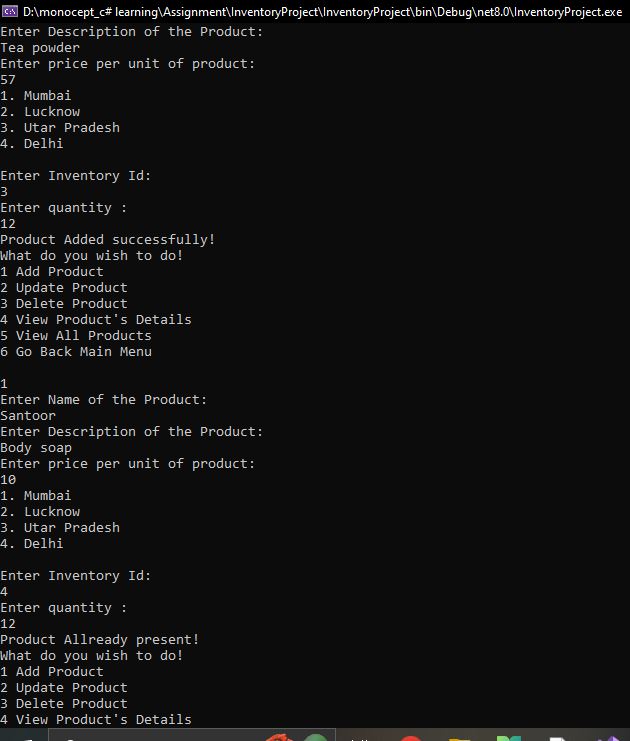 D:\monocept_c# learning\Assignment\InventoryProject\InventoryProject\bin\Debug\net8.0\InventoryProject.exe
Enter Description of the Product:
Tea powder
Enter price per unit of product:
57
1. Mumbai
2. Lucknow
3. Utar Pradesh
4. Delhi
Enter Inventory Id:
3
Enter quantity :
12
Product Added successfully!
What do you wish to do!
1 Add Product
2 Update Product
3 Delete Product
4 View Product's Details
5 View All Products
6 Go Back Main Menu
1
Enter Name of the Product:
Santoor
Enter Description of the Product:
Body soap
Enter price per unit of product:
10
1. Mumbai
2. Lucknow
3. Utar Pradesh
4. Delhi
Enter Inventory Id:
4
Enter quantity :
12
Product Allready present!
What do you wish to do!
1 Add Product
2 Update Product
3 Delete Product
4 View Product's Details